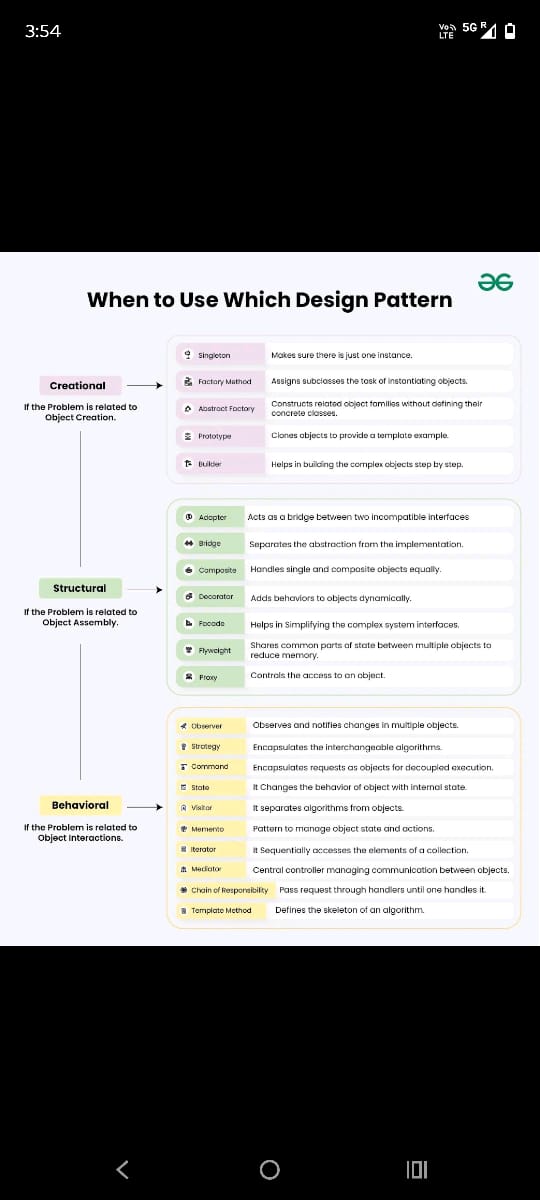 3:54
Vo)) LTE 5G R
When to Use Which Design Pattern
Creational
If the Problem is related to
Object Creation.
Singleton
Makes sure there is just one instance.
Factory Method
Assigns subclasses the task of instantiating objects.
Abstract Factory
Constructs related object families without defining their
concrete classes.
Prototype
Clones objects to provide a template example.
Builder
Helps in building the complex objects step by step.
Structural
If the Problem is related to
Object Assembly.
Adapter
Acts as a bridge between two incompatible interfaces
Bridge
Separates the abstraction from the implementation.
Composite
Handles single and composite objects equally.
Decorator
Adds behaviors to objects dynamically.
Facade
Helps in Simplifying the complex system interfaces.
Flyweight
Shares common parts of state between multiple objects to
reduce memory.
Proxy
Controls the access to an object.
Behavioral
If the Problem is related to
Object Interactions.
Observer
Observes and notifies changes in multiple objects.
Strategy
Encapsulates the interchangeable algorithms.
Command
Encapsulates requests as objects for decoupled execution.
State
It Changes the behavior of object with internal state.
Visitor
It separates algorithms from objects.
Memento
Pattern to manage object state and actions.
Iterator
It Sequentially accesses the elements of a collection.
Mediator
Central controller managing communication between objects.
Chain of Responsibility
Pass request through handlers until one handles it.
Template Method
Defines the skeleton of an algorithm.